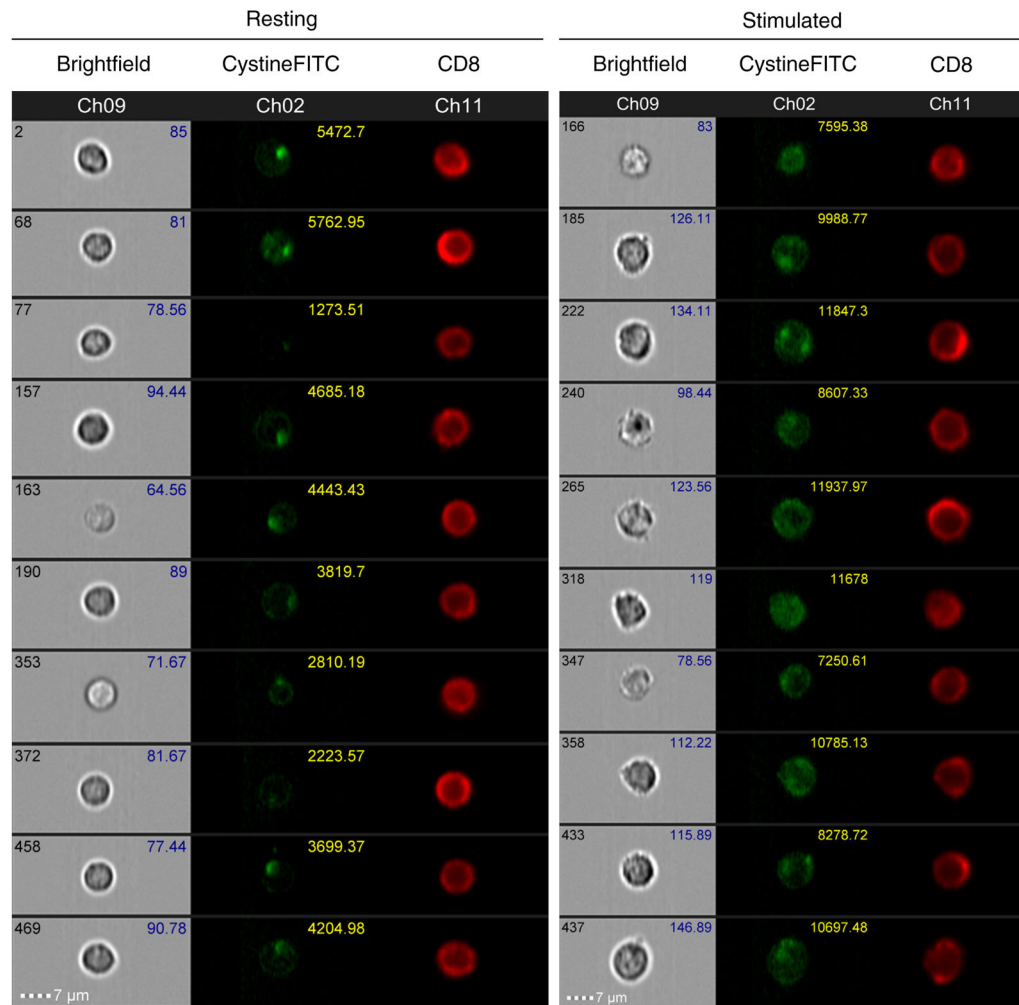 Resting
Brightfield CystineFITC CD8
Ch09 Ch02 Ch11
2 85 5472.7
68 81 5762.95
77 78.56 1273.51
157 94.44 4685.18
163 64.56 4443.43
190 89 3819.7
353 71.67 2810.19
372 81.67 2223.57
458 77.44 3699.37
469 90.78 4204.98
7 µm
Stimulated
Brightfield CystineFITC CD8
Ch09 Ch02 Ch11
166 83 7595.38
185 126.11 9988.77
222 134.11 11847.3
240 98.44 8607.33
265 123.56 11937.97
318 119 11678
347 78.56 7250.61
358 112.22 10785.13
433 115.89 8278.72
437 146.89 10697.48
7 µm